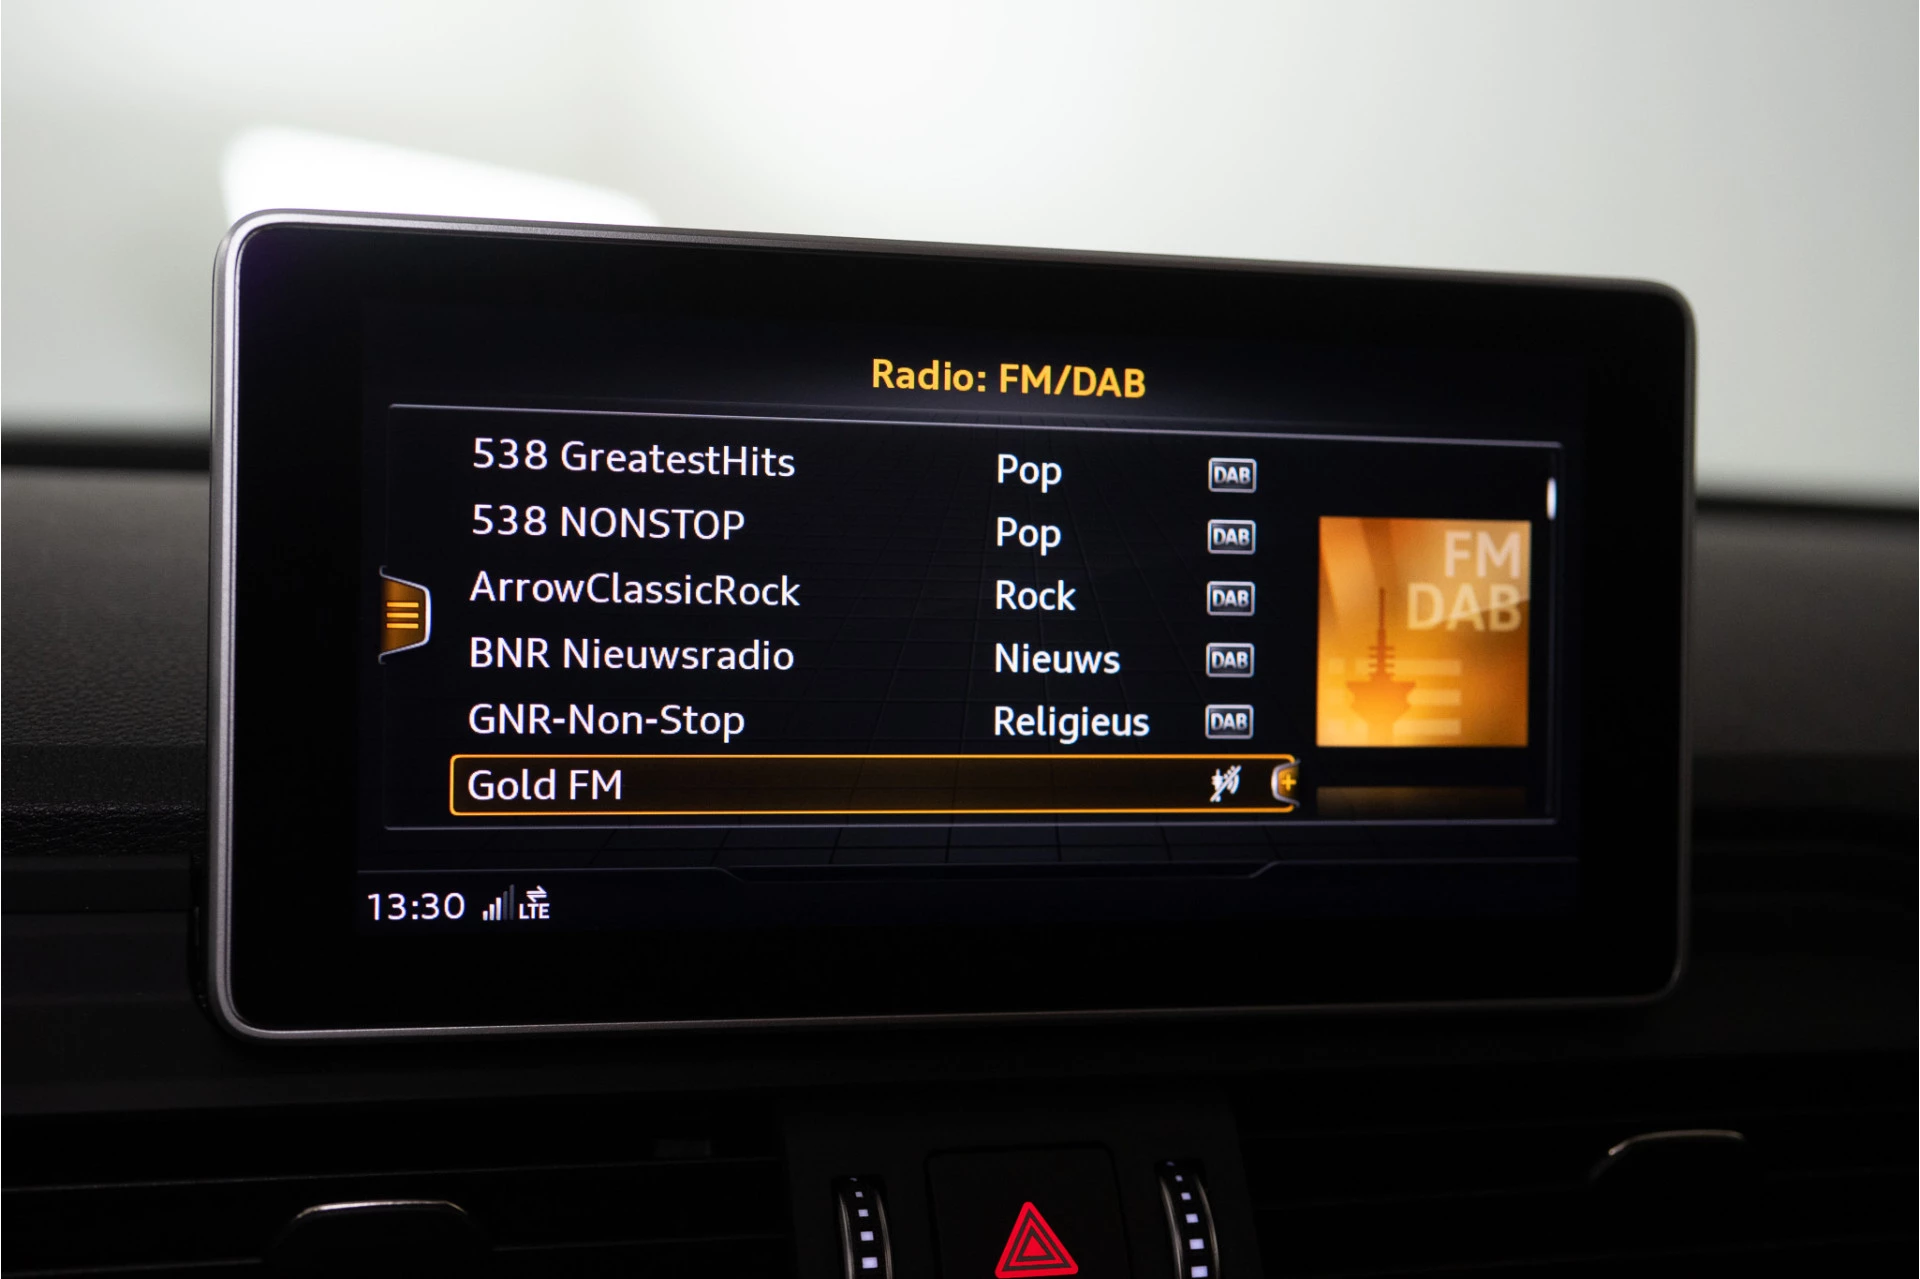 Radio: FM/DAB
538 GreatestHits Pop DAB
538 NONSTOP Pop DAB
ArrowClassicRock Rock DAB
BNR Nieuwsradio Nieuws DAB
GNR-Non-Stop Religieus DAB
Gold FM
FM
DAB
13:30 LTE